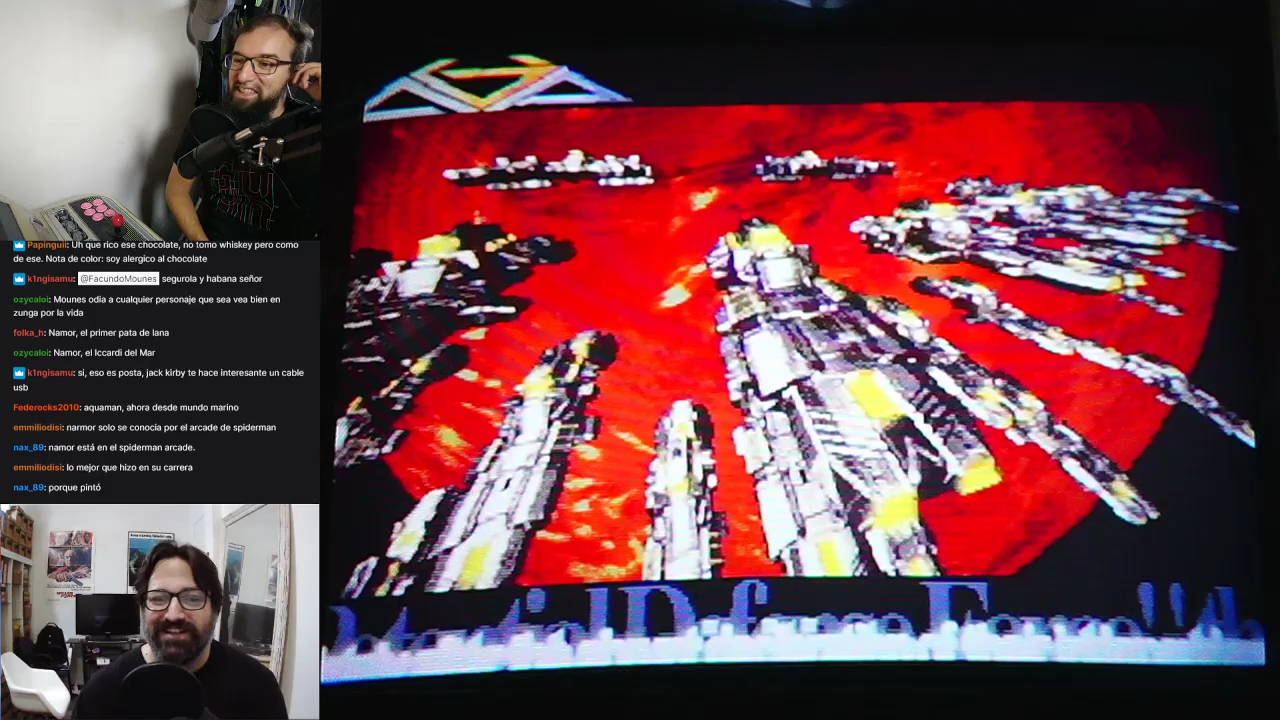 Papinguii: Uh que rico ese chocolate, no tomo whiskey pero como
de ese. Nota de color: soy alergico al chocolate
k1ngisamu: @FacundoMounes segurola y habana señor
ozycaloi: Mounes odia a cualquier personaje que sea vea bien en
zunga por la vida
folka_h: Namor, el primer pata de lana
ozycaloi: Namor, el Iccardi del Mar
k1ngisamu: si, eso es posta, jack kirby te hace interesante un cable
usb
Federocks2010: aquaman, ahora desde mundo marino
emmiliodisi: narmor solo se conocia por el arcade de spiderman
nax_89: namor está en el spiderman arcade.
emmiliodisi: lo mejor que hizo en su carrera
nax_89: porque pintó